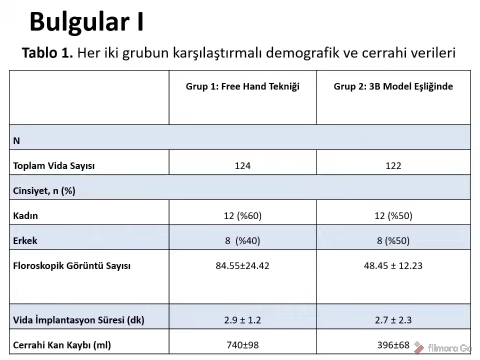 Bulgular I
Tablo 1. Her iki grubun karşılaştırmalı demografik ve cerrahi verileri
Grup 1: Free Hand Tekniği Grup 2: 3B Model Eşliğinde
N
Toplam Vida Sayısı 124 122
Cinsiyet, n (%)
Kadın 12 (%60) 12 (%50)
Erkek 8 (%40) 8 (%50)
Floroskopik Görüntü Sayısı 84.55±24.42 48.45 ± 12.23
Vida İmplantasyon Süresi (dk) 2.9 ± 1.2 2.7 ± 2.3
Cerrahi Kan Kaybı (ml) 740±98 396±68
filmora Go